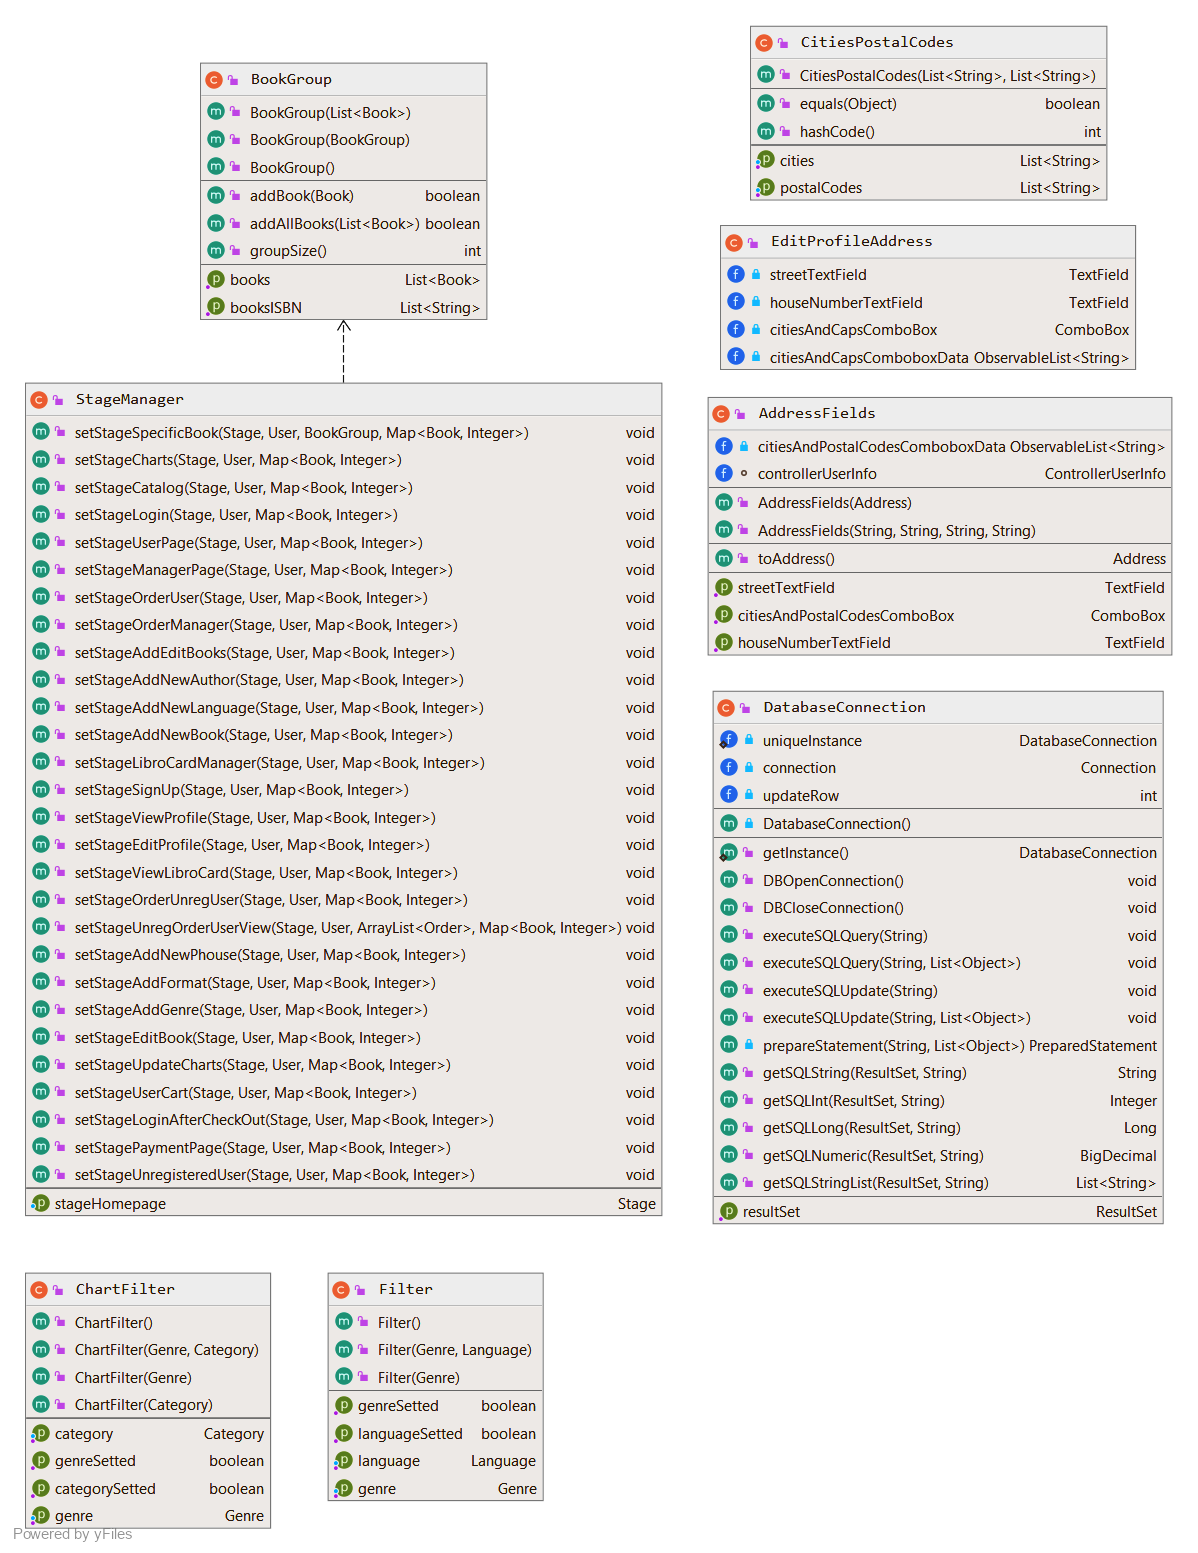 BookGroup
BookGroup(List<Book>)
BookGroup(BookGroup)
BookGroup()
addBook(Book) boolean
addAllBooks(List<Book>) boolean
groupSize() int
books List<Book>
booksISBN List<String>
StageManager
setStageSpecificBook(Stage, User, BookGroup, Map<Book, Integer>) void
setStageCharts(Stage, User, Map<Book, Integer>) void
setStageCatalog(Stage, User, Map<Book, Integer>) void
setStageLogin(Stage, User, Map<Book, Integer>) void
setStageUserPage(Stage, User, Map<Book, Integer>) void
setStageManagerPage(Stage, User, Map<Book, Integer>) void
setStageOrderUser(Stage, User, Map<Book, Integer>) void
setStageOrderManager(Stage, User, Map<Book, Integer>) void
setStageAddEditBooks(Stage, User, Map<Book, Integer>) void
setStageAddNewAuthor(Stage, User, Map<Book, Integer>) void
setStageAddNewLanguage(Stage, User, Map<Book, Integer>) void
setStageAddNewBook(Stage, User, Map<Book, Integer>) void
setStageLibroCardManager(Stage, User, Map<Book, Integer>) void
setStageSignUp(Stage, User, Map<Book, Integer>) void
setStageViewProfile(Stage, User, Map<Book, Integer>) void
setStageEditProfile(Stage, User, Map<Book, Integer>) void
setStageViewLibroCard(Stage, User, Map<Book, Integer>) void
setStageOrderUnregUser(Stage, User, Map<Book, Integer>) void
setStageUnregOrderUserView(Stage, User, ArrayList<Order>, Map<Book, Integer>) void
setStageAddNewPhouse(Stage, User, Map<Book, Integer>) void
setStageAddFormat(Stage, User, Map<Book, Integer>) void
setStageAddGenre(Stage, User, Map<Book, Integer>) void
setStageEditBook(Stage, User, Map<Book, Integer>) void
setStageUpdateCharts(Stage, User, Map<Book, Integer>) void
setStageUserCart(Stage, User, Map<Book, Integer>) void
setStageLoginAfterCheckOut(Stage, User, Map<Book, Integer>) void
setStagePaymentPage(Stage, User, Map<Book, Integer>) void
setStageUnregisteredUser(Stage, User, Map<Book, Integer>) void
stageHomepage Stage
CitiesPostalCodes
CitiesPostalCodes(List<String>, List<String>)
equals(Object) boolean
hashCode() int
cities List<String>
postalCodes List<String>
EditProfileAddress
streetTextField TextField
houseNumberTextField TextField
citiesAndCapsComboBox ComboBox
citiesAndCapsComboboxData ObservableList<String>
AddressFields
citiesAndPostalCodesComboboxData ObservableList<String>
controllerUserInfo ControllerUserInfo
AddressFields(Address)
AddressFields(String, String, String, String)
toAddress() Address
streetTextField TextField
citiesAndPostalCodesComboBox ComboBox
houseNumberTextField TextField
DatabaseConnection
uniqueInstance DatabaseConnection
connection Connection
updateRow int
DatabaseConnection()
getInstance() DatabaseConnection
DBOpenConnection() void
DBCloseConnection() void
executeSQLQuery(String) void
executeSQLQuery(String, List<Object>) void
executeSQLUpdate(String) void
executeSQLUpdate(String, List<Object>) void
prepareStatement(String, List<Object>) PreparedStatement
getSQLString(ResultSet, String) String
getSQLInt(ResultSet, String) Integer
getSQLLong(ResultSet, String) Long
getSQLNumeric(ResultSet, String) BigDecimal
getSQLStringList(ResultSet, String) List<String>
resultSet ResultSet
ChartFilter
ChartFilter()
ChartFilter(Genre, Category)
ChartFilter(Genre)
ChartFilter(Category)
category Category
genreSetted boolean
categorySetted boolean
genre Genre
Filter
Filter()
Filter(Genre, Language)
Filter(Genre)
genreSetted boolean
languageSetted boolean
language Language
genre Genre
Powered by yFiles